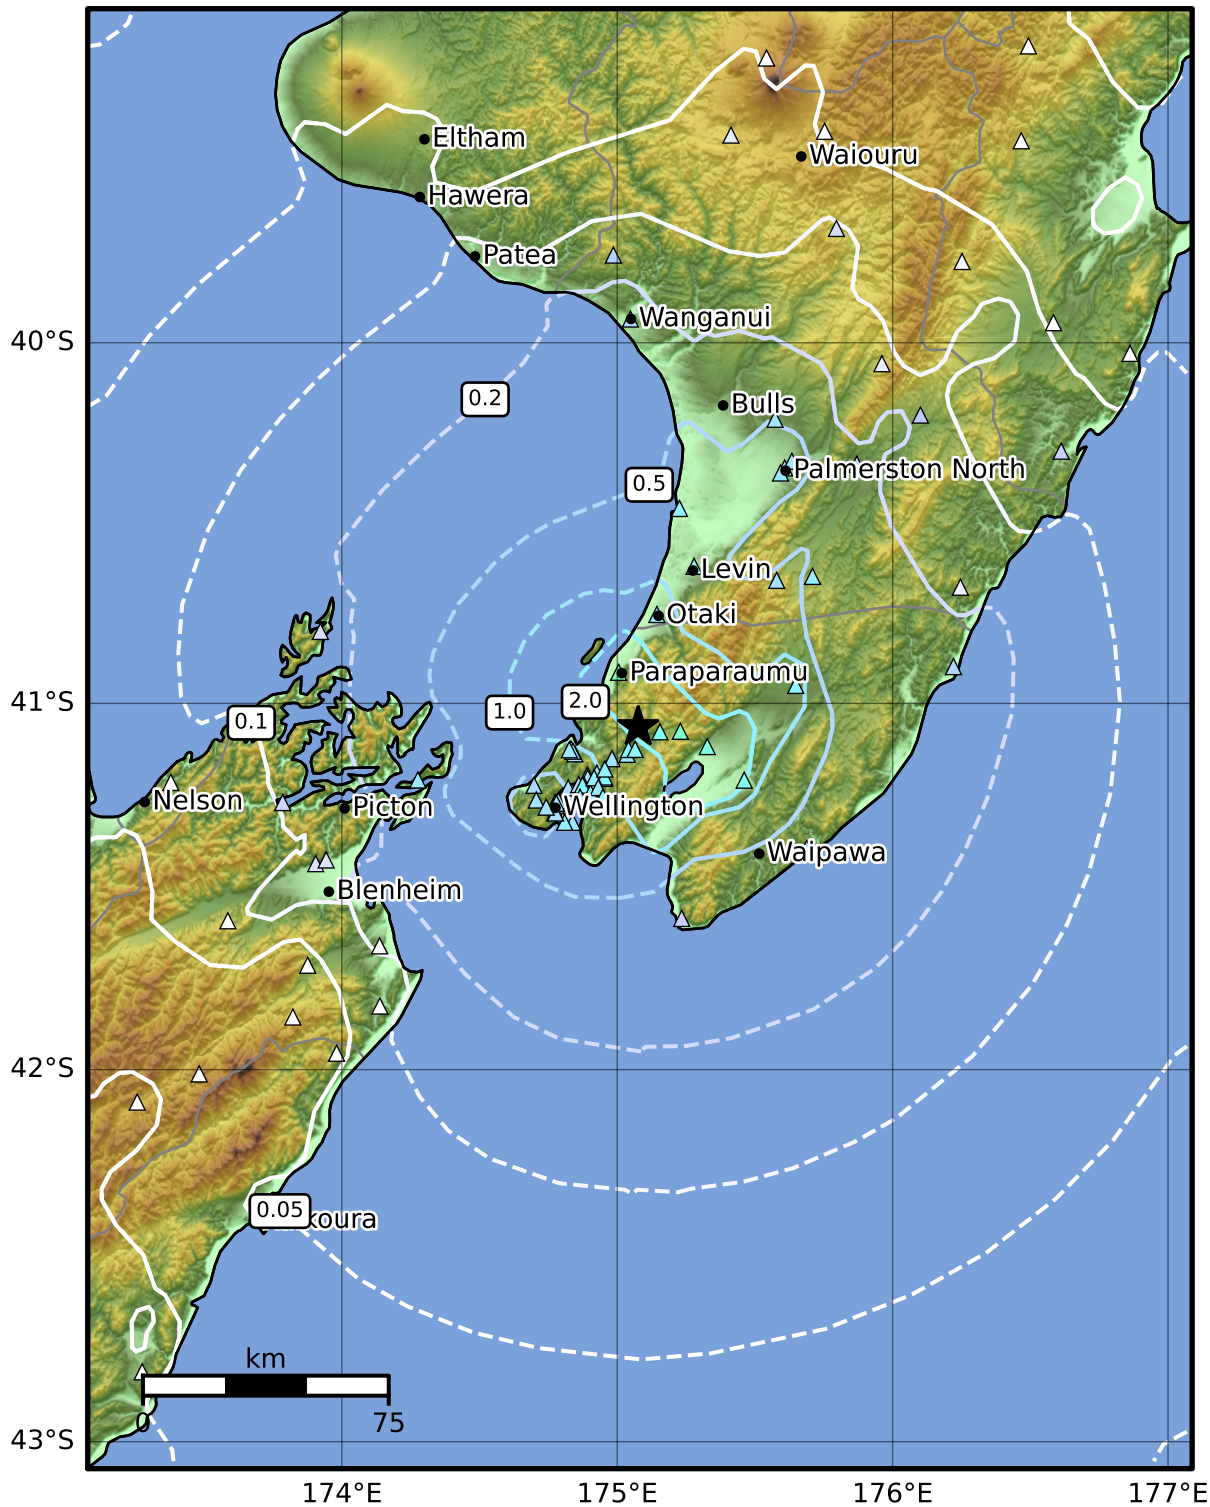 Eltham
Waiouru
Hawera
Patea
Wanganui
40°S
0.2
Bulls
0.5
Palmerston North
Levin
Otaki
Paraparaumu
41°S
0.1
1.0
2.0
Nelson
Picton
Wellington
Waipawa
Blenheim
42°S
0.05
koura
km
0
75
43°S
174°E
175°E
176°E
177°E